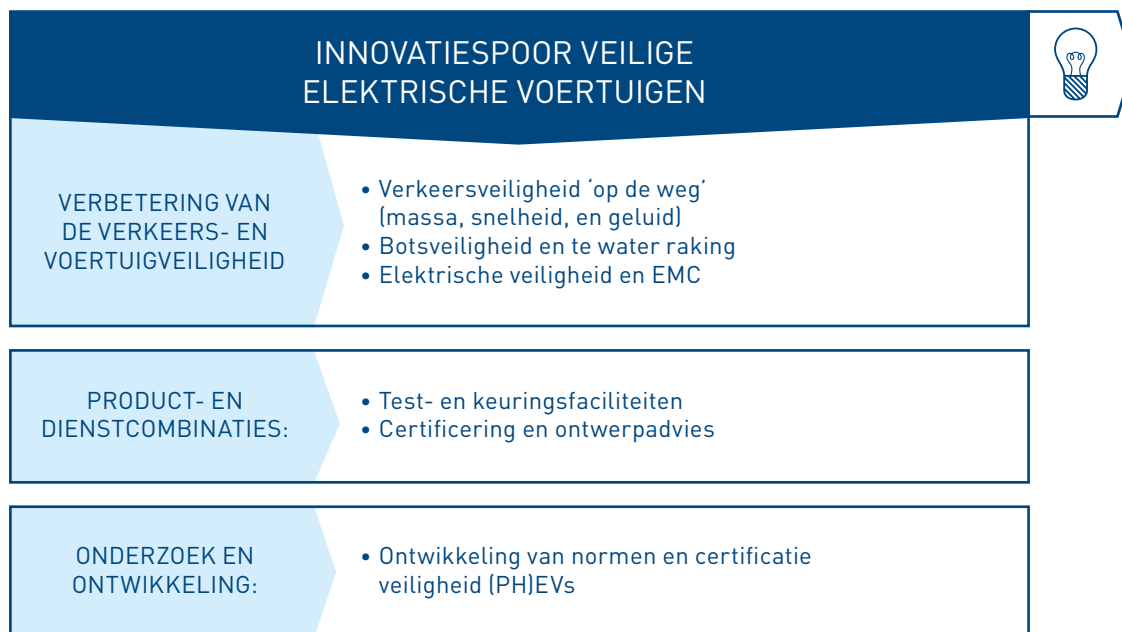 INNOVATIESPOOR VEILIGE
ELEKTRISCHE VOERTUIGEN
VERBETERING VAN
DE VERKEERS- EN
VOERTUIGVEILIGHEID
• Verkeersveiligheid ‘op de weg’
(massa, snelheid, en geluid)
• Botsveiligheid en te water raking
• Elektrische veiligheid en EMC
PRODUCT- EN
DIENSTCOMBINATIES:
• Test- en keuringsfaciliteiten
• Certificering en ontwerpadvies
ONDERZOEK EN
ONTWIKKELING:
• Ontwikkeling van normen en certificatie
veiligheid (PH)EVs